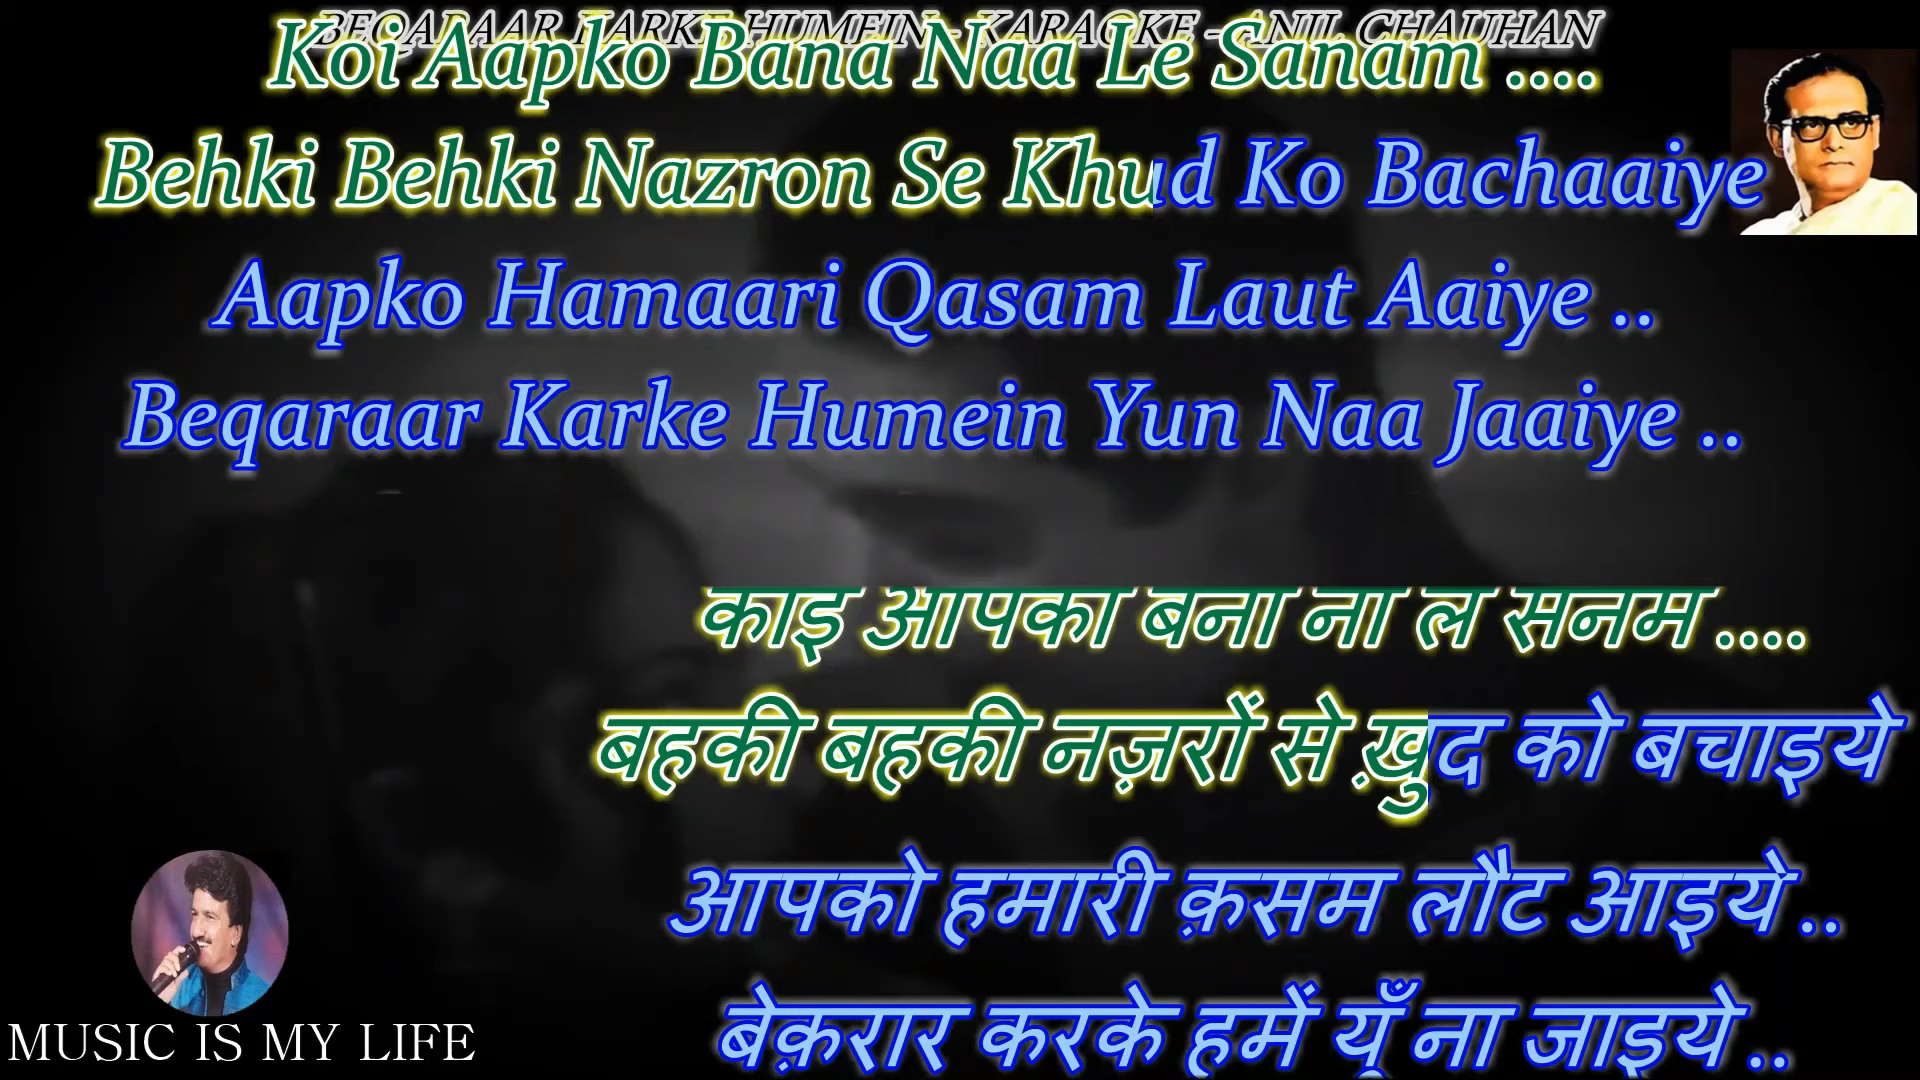 BEQARAAR KARKE HUMEIN - KARAOKE - ANIL CHAUHAN
Koi Aapko Bana Naa Le Sanam ....
Behki Behki Nazron Se Khud Ko Bachaaiye
Aapko Hamaari Qasam Laut Aaiye ..
Beqaraar Karke Humein Yun Naa Jaaiye ..
कोई आपको बना ना ले सनम ....
बहकी बहकी नज़रों से ख़ुद को बचाइये
आपको हमारी क़सम लौट आइये ..
बेक़रार करके हमें यूँ ना जाइये ..
MUSIC IS MY LIFE